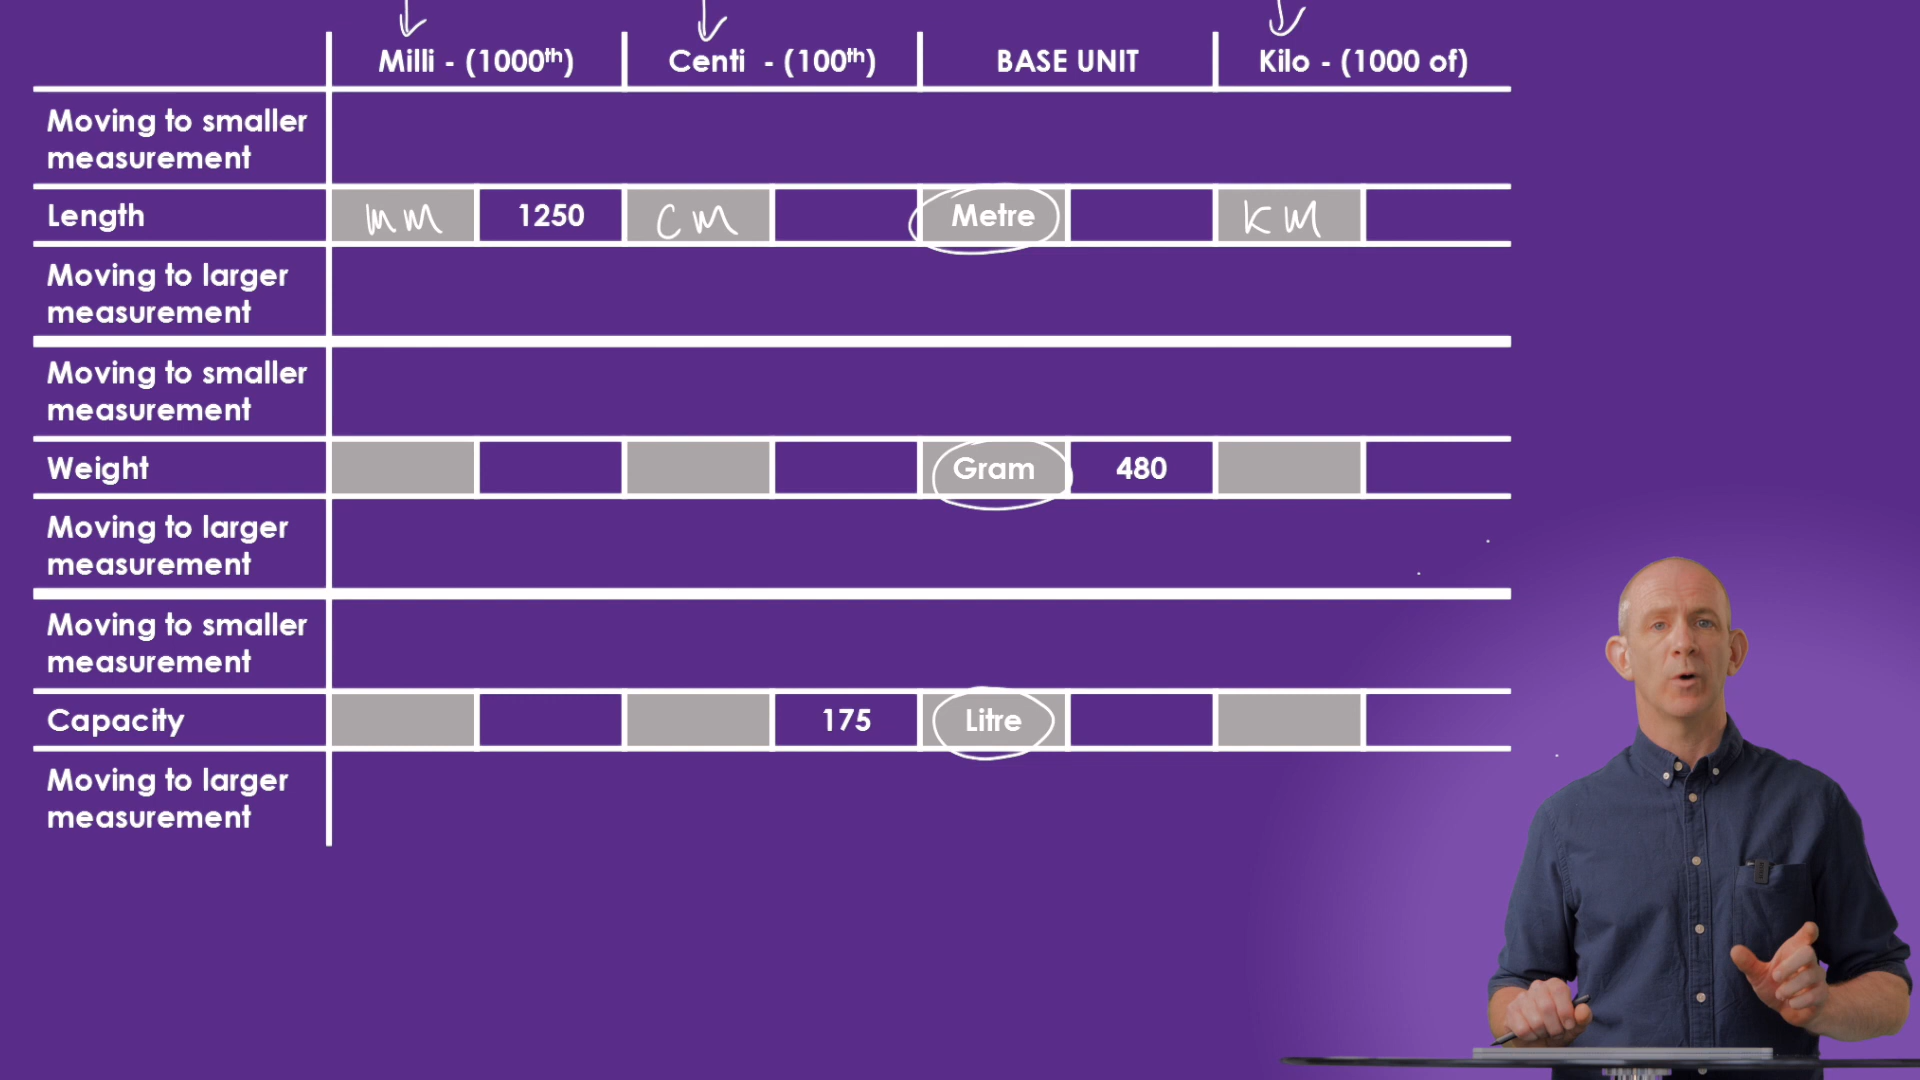 Milli - (1000th) Centi - (100th) BASE UNIT Kilo - (1000 of)
Moving to smaller
measurement
Length mm 1250 cm Metre KM
Moving to larger
measurement
Moving to smaller
measurement
Weight Gram 480
Moving to larger
measurement
Moving to smaller
measurement
Capacity 175 Litre
Moving to larger
measurement